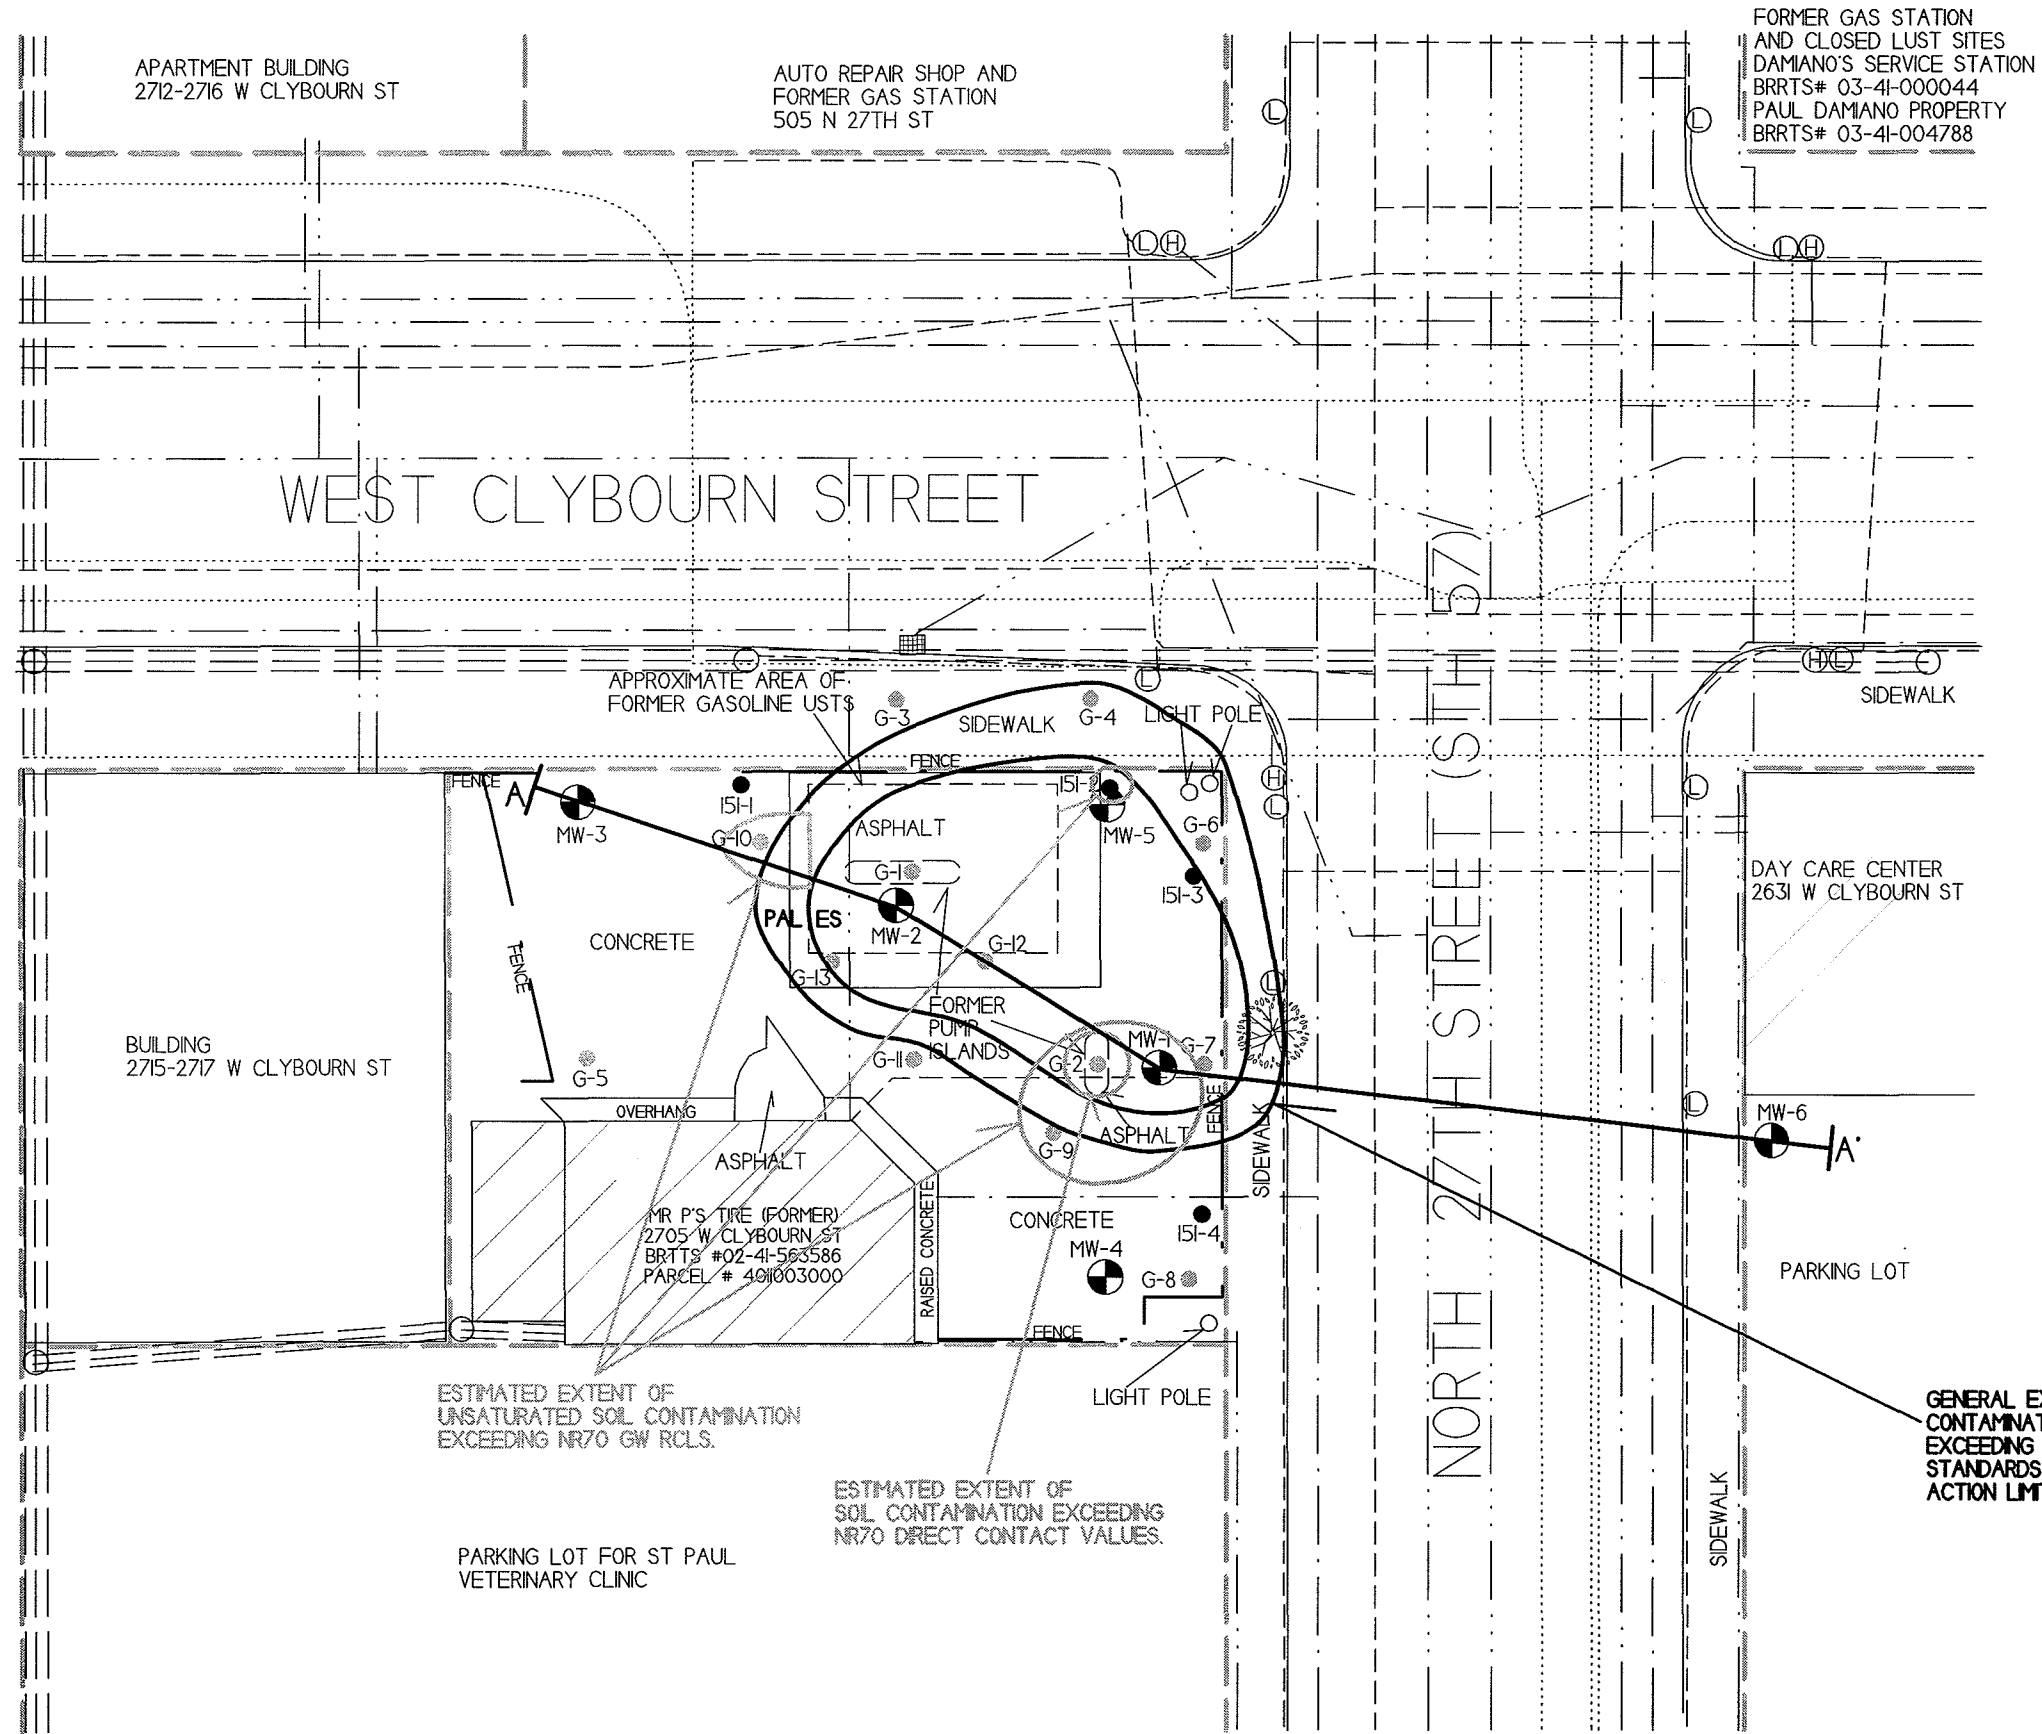 FORMER GAS STATION
AND CLOSED LUST SITES
DAMIANO'S SERVICE STATION
BRRTS# 03-41-000044
PAUL DAMIANO PROPERTY
BRRTS# 03-41-004788
APARTMENT BUILDING
2712-2716 W CLYBOURN ST
AUTO REPAIR SHOP AND
FORMER GAS STATION
505 N 27TH ST
L
L
L H
L H
WEST CLYBOURN STREET
NORTH 27TH STREET (STH 57)
H L
SIDEWALK
APPROXIMATE AREA OF
FORMER GASOLINE USTS
L
G-3
SIDEWALK
G-4
LIGHT POLE
FENCE
FENCE
A
MW-3
151-1
151-2
H
L
L
G-10
ASPHALT
MW-5
G-6
G-1
151-3
DAY CARE CENTER
2631 W CLYBOURN ST
PAL ES
MW-2
CONCRETE
G-12
FENCE
G-13
L
FORMER
PUMP
ISLANDS
BUILDING
2715-2717 W CLYBOURN ST
G-5
G-11
G-2
MW-1
G-7
FENCE
L
OVERHANG
MW-6
A'
ASPHALT
G-9
SIDEWALK
ASPHALT
RAISED CONCRETE
MR P'S TIRE (FORMER)
2705 W CLYBOURN ST
BRTTS #02-41-563586
PARCEL # 4011003000
CONCRETE
151-4
MW-4
G-8
PARKING LOT
FENCE
LIGHT POLE
ESTIMATED EXTENT OF
UNSATURATED SOIL CONTAMINATION
EXCEEDING NR70 GW RCLS.
ESTIMATED EXTENT OF
SOIL CONTAMINATION EXCEEDING
NR70 DIRECT CONTACT VALUES.
GENERAL
EXCEEDING
STANDARDS
ACTION
SIDEWALK
PARKING LOT FOR ST PAUL
VETERINARY CLINIC